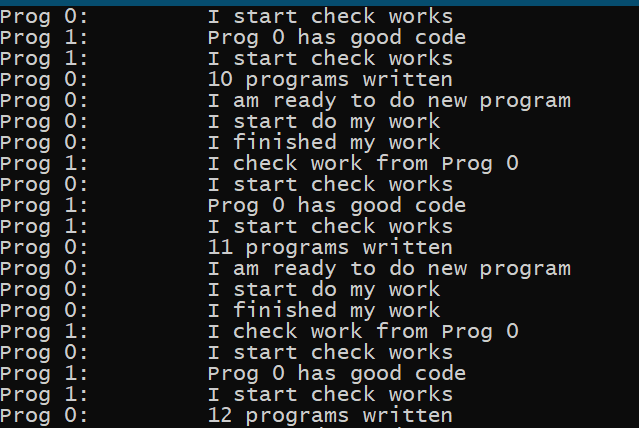 Prog 0: I start check works
Prog 1: Prog 0 has good code
Prog 1: I start check works
Prog 0: 10 programs written
Prog 0: I am ready to do new program
Prog 0: I start do my work
Prog 0: I finished my work
Prog 1: I check work from Prog 0
Prog 0: I start check works
Prog 1: Prog 0 has good code
Prog 1: I start check works
Prog 0: 11 programs written
Prog 0: I am ready to do new program
Prog 0: I start do my work
Prog 0: I finished my work
Prog 1: I check work from Prog 0
Prog 0: I start check works
Prog 1: Prog 0 has good code
Prog 1: I start check works
Prog 0: 12 programs written